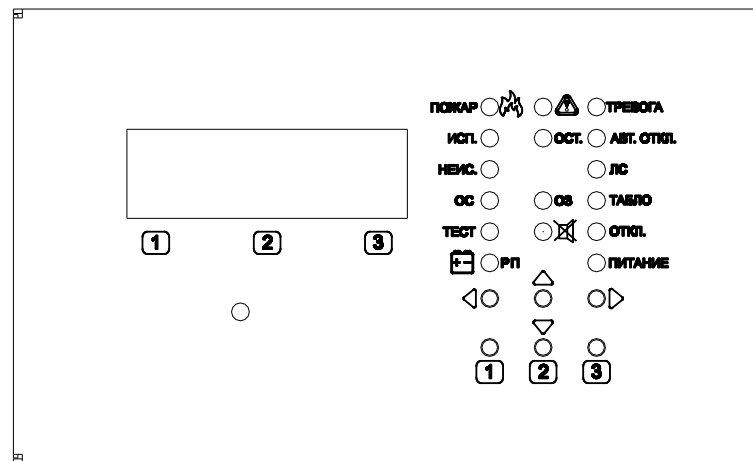 ПОЖАР ТРЕВОГА
ИСП. ОСТ. АВТ. ОТКЛ.
НЕИС. ЛС
ОС ОЗ ТАБЛО
ТЕСТ ОТКЛ.
РП ПИТАНИЕ
1 2 3
1 2 3